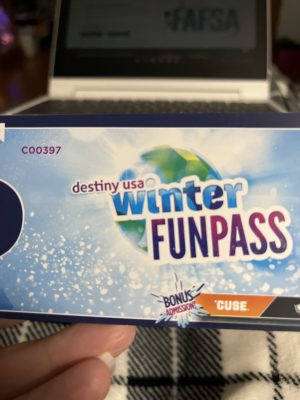 FAFSA
C00397
destiny usa
winter
FUNPASS
BONUS
ADMISSION!
'CUSE.